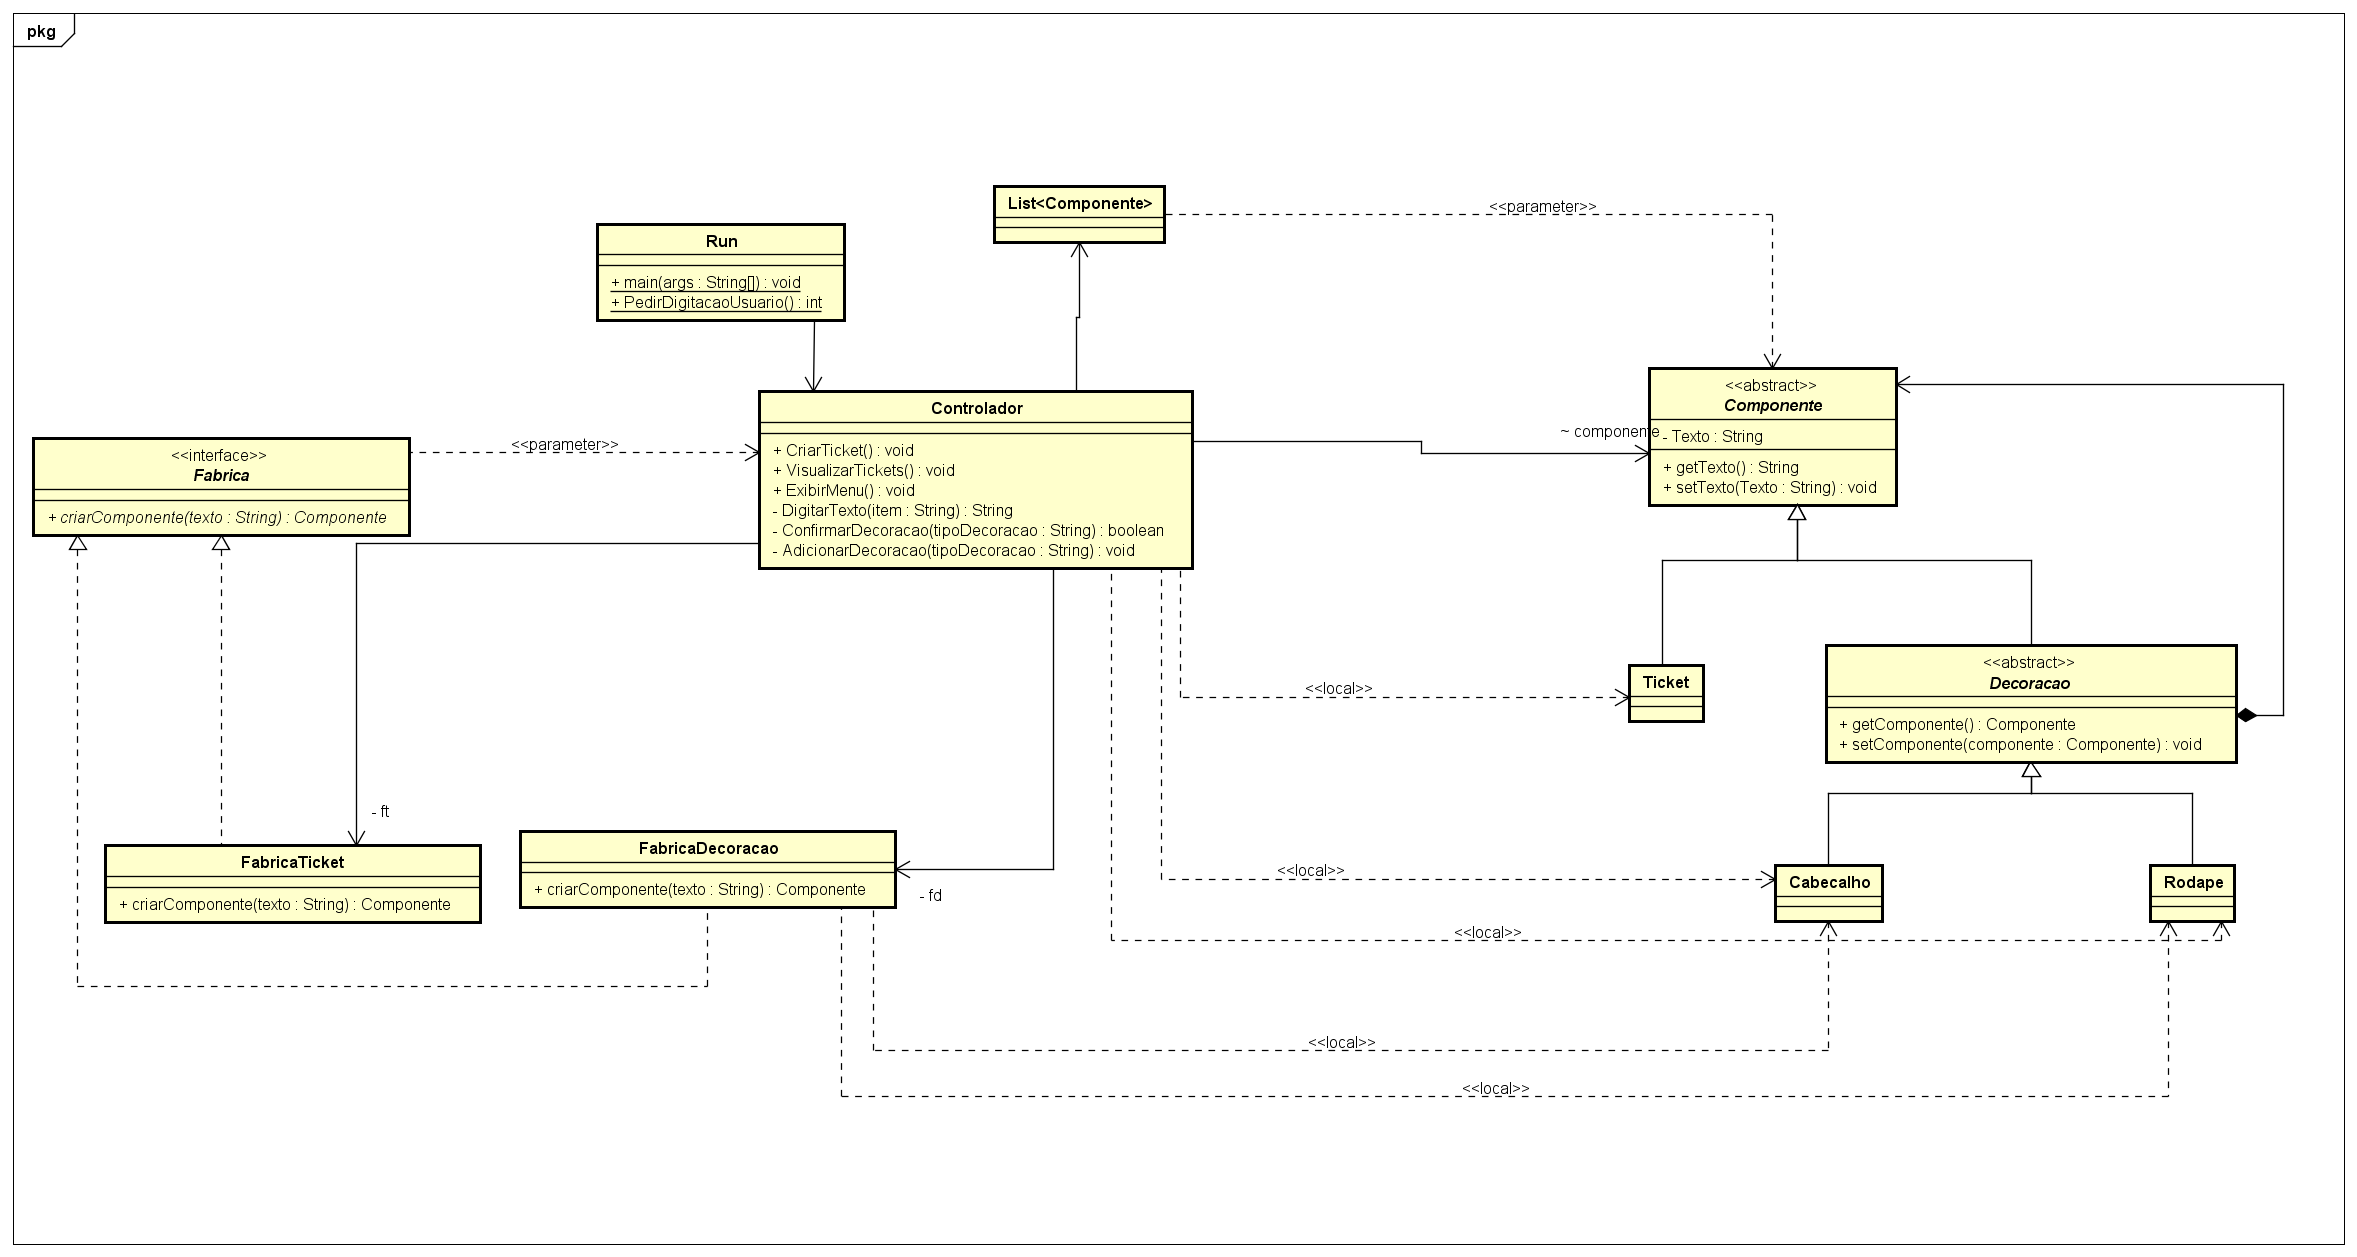 pkg
List<Componente>
<<parameter>>
Run
+ main(args : String[]) : void
+ PedirDigitacaoUsuario() : int
Controlador
+ CriarTicket() : void
+ VisualizarTickets() : void
+ ExibirMenu() : void
- DigitarTexto(item : String) : String
- ConfirmarDecoracao(tipoDecoracao : String) : boolean
- AdicionarDecoracao(tipoDecoracao : String) : void
~ componente
<<abstract>>
Componente
- Texto : String
+ getTexto() : String
+ setTexto(Texto : String) : void
<<interface>>
Fabrica
+ criarComponente(texto : String) : Componente
<<parameter>>
<<local>>
Ticket
<<abstract>>
Decoracao
+ getComponente() : Componente
+ setComponente(componente : Componente) : void
- ft
FabricaTicket
+ criarComponente(texto : String) : Componente
FabricaDecoracao
+ criarComponente(texto : String) : Componente
- fd
<<local>>
Cabecalho
Rodape
<<local>>
<<local>>
<<local>>